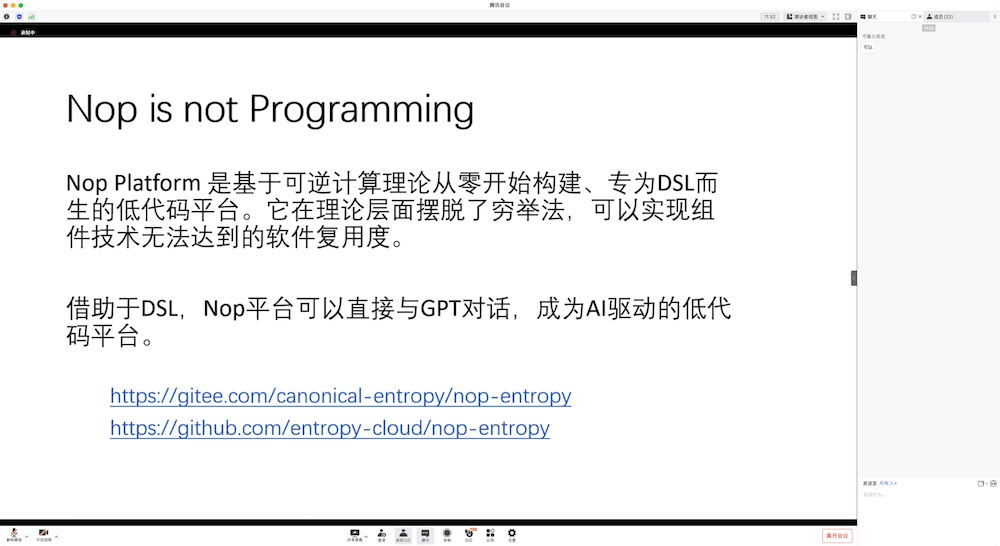 腾讯会议
11:52
演讲者视图
聊天
成员(22)
录制中
可以
Nop is not Programming
Nop Platform 是基于可逆计算理论从零开始构建、专为DSL而
生的低代码平台。它在理论层面摆脱了穷举法，可以实现组
件技术无法达到的软件复用度。
借助于DSL，Nop平台可以直接与GPT对话，成为AI驱动的低代
码平台。
https://gitee.com/canonical-entropy/nop-entropy
https://github.com/entropy-cloud/nop-entropy
发送至 所有人
解除静音
开启视频
共享屏幕
邀请
聊天
录制
应用
设置
离开会议